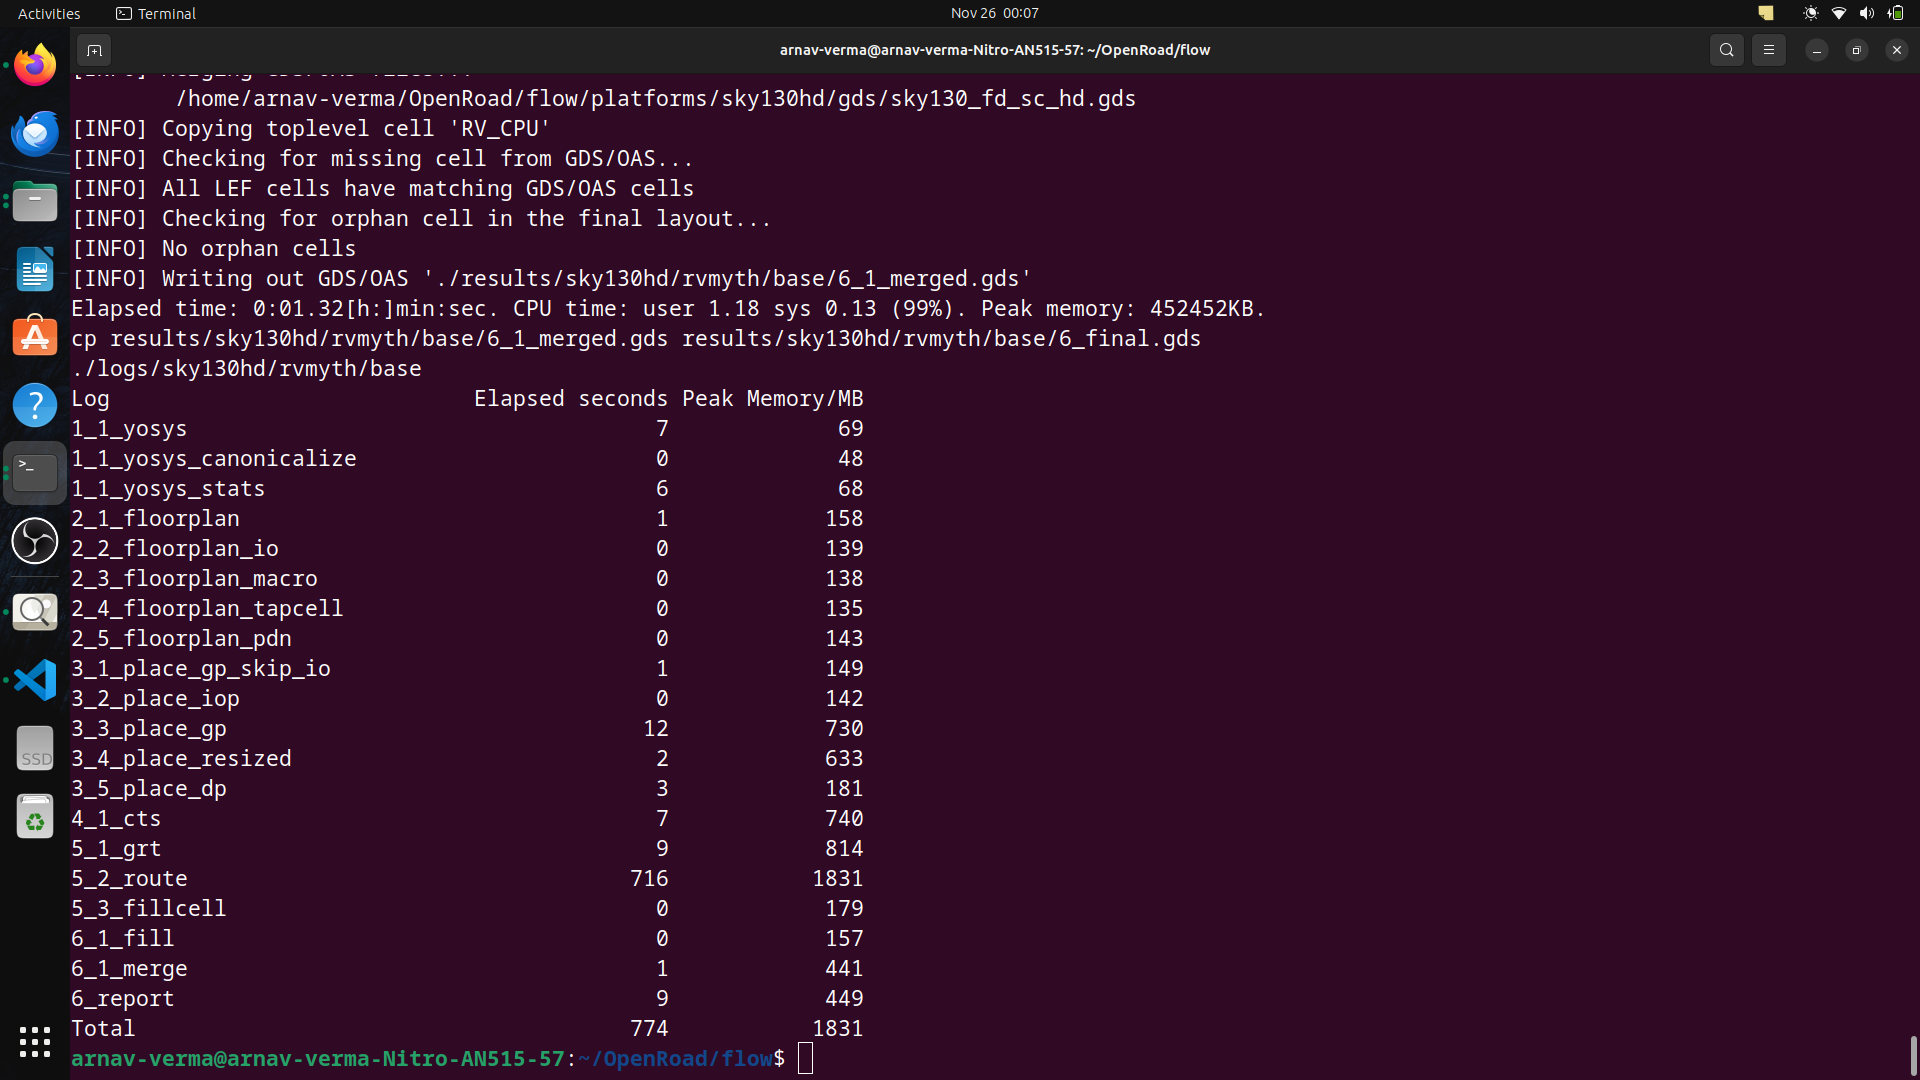 Activities
Terminal
Nov 26 00:07
arnav-verma@arnav-verma-Nitro-AN515-57: ~/OpenRoad/flow
/home/arnav-verma/OpenRoad/flow/platforms/sky130hd/gds/sky130_fd_sc_hd.gds
[INFO] Copying toplevel cell 'RV_CPU'
[INFO] Checking for missing cell from GDS/OAS...
[INFO] All LEF cells have matching GDS/OAS cells
[INFO] Checking for orphan cell in the final layout...
[INFO] No orphan cells
[INFO] Writing out GDS/OAS './results/sky130hd/rvmyth/base/6_1_merged.gds'
Elapsed time: 0:01.32[h:]min:sec. CPU time: user 1.18 sys 0.13 (99%). Peak memory: 452452KB.
cp results/sky130hd/rvmyth/base/6_1_merged.gds results/sky130hd/rvmyth/base/6_final.gds
./logs/sky130hd/rvmyth/base
Log Elapsed seconds Peak Memory/MB
1_1_yosys 7 69
1_1_yosys_canonicalize 0 48
1_1_yosys_stats 6 68
2_1_floorplan 1 158
2_2_floorplan_io 0 139
2_3_floorplan_macro 0 138
2_4_floorplan_tapcell 0 135
2_5_floorplan_pdn 0 143
3_1_place_gp_skip_io 1 149
3_2_place_iop 0 142
3_3_place_gp 12 730
3_4_place_resized 2 633
3_5_place_dp 3 181
4_1_cts 7 740
5_1_grt 9 814
5_2_route 716 1831
5_3_fillcell 0 179
6_1_fill 0 157
6_1_merge 1 441
6_report 9 449
Total 774 1831
arnav-verma@arnav-verma-Nitro-AN515-57:~/OpenRoad/flow$
SSD